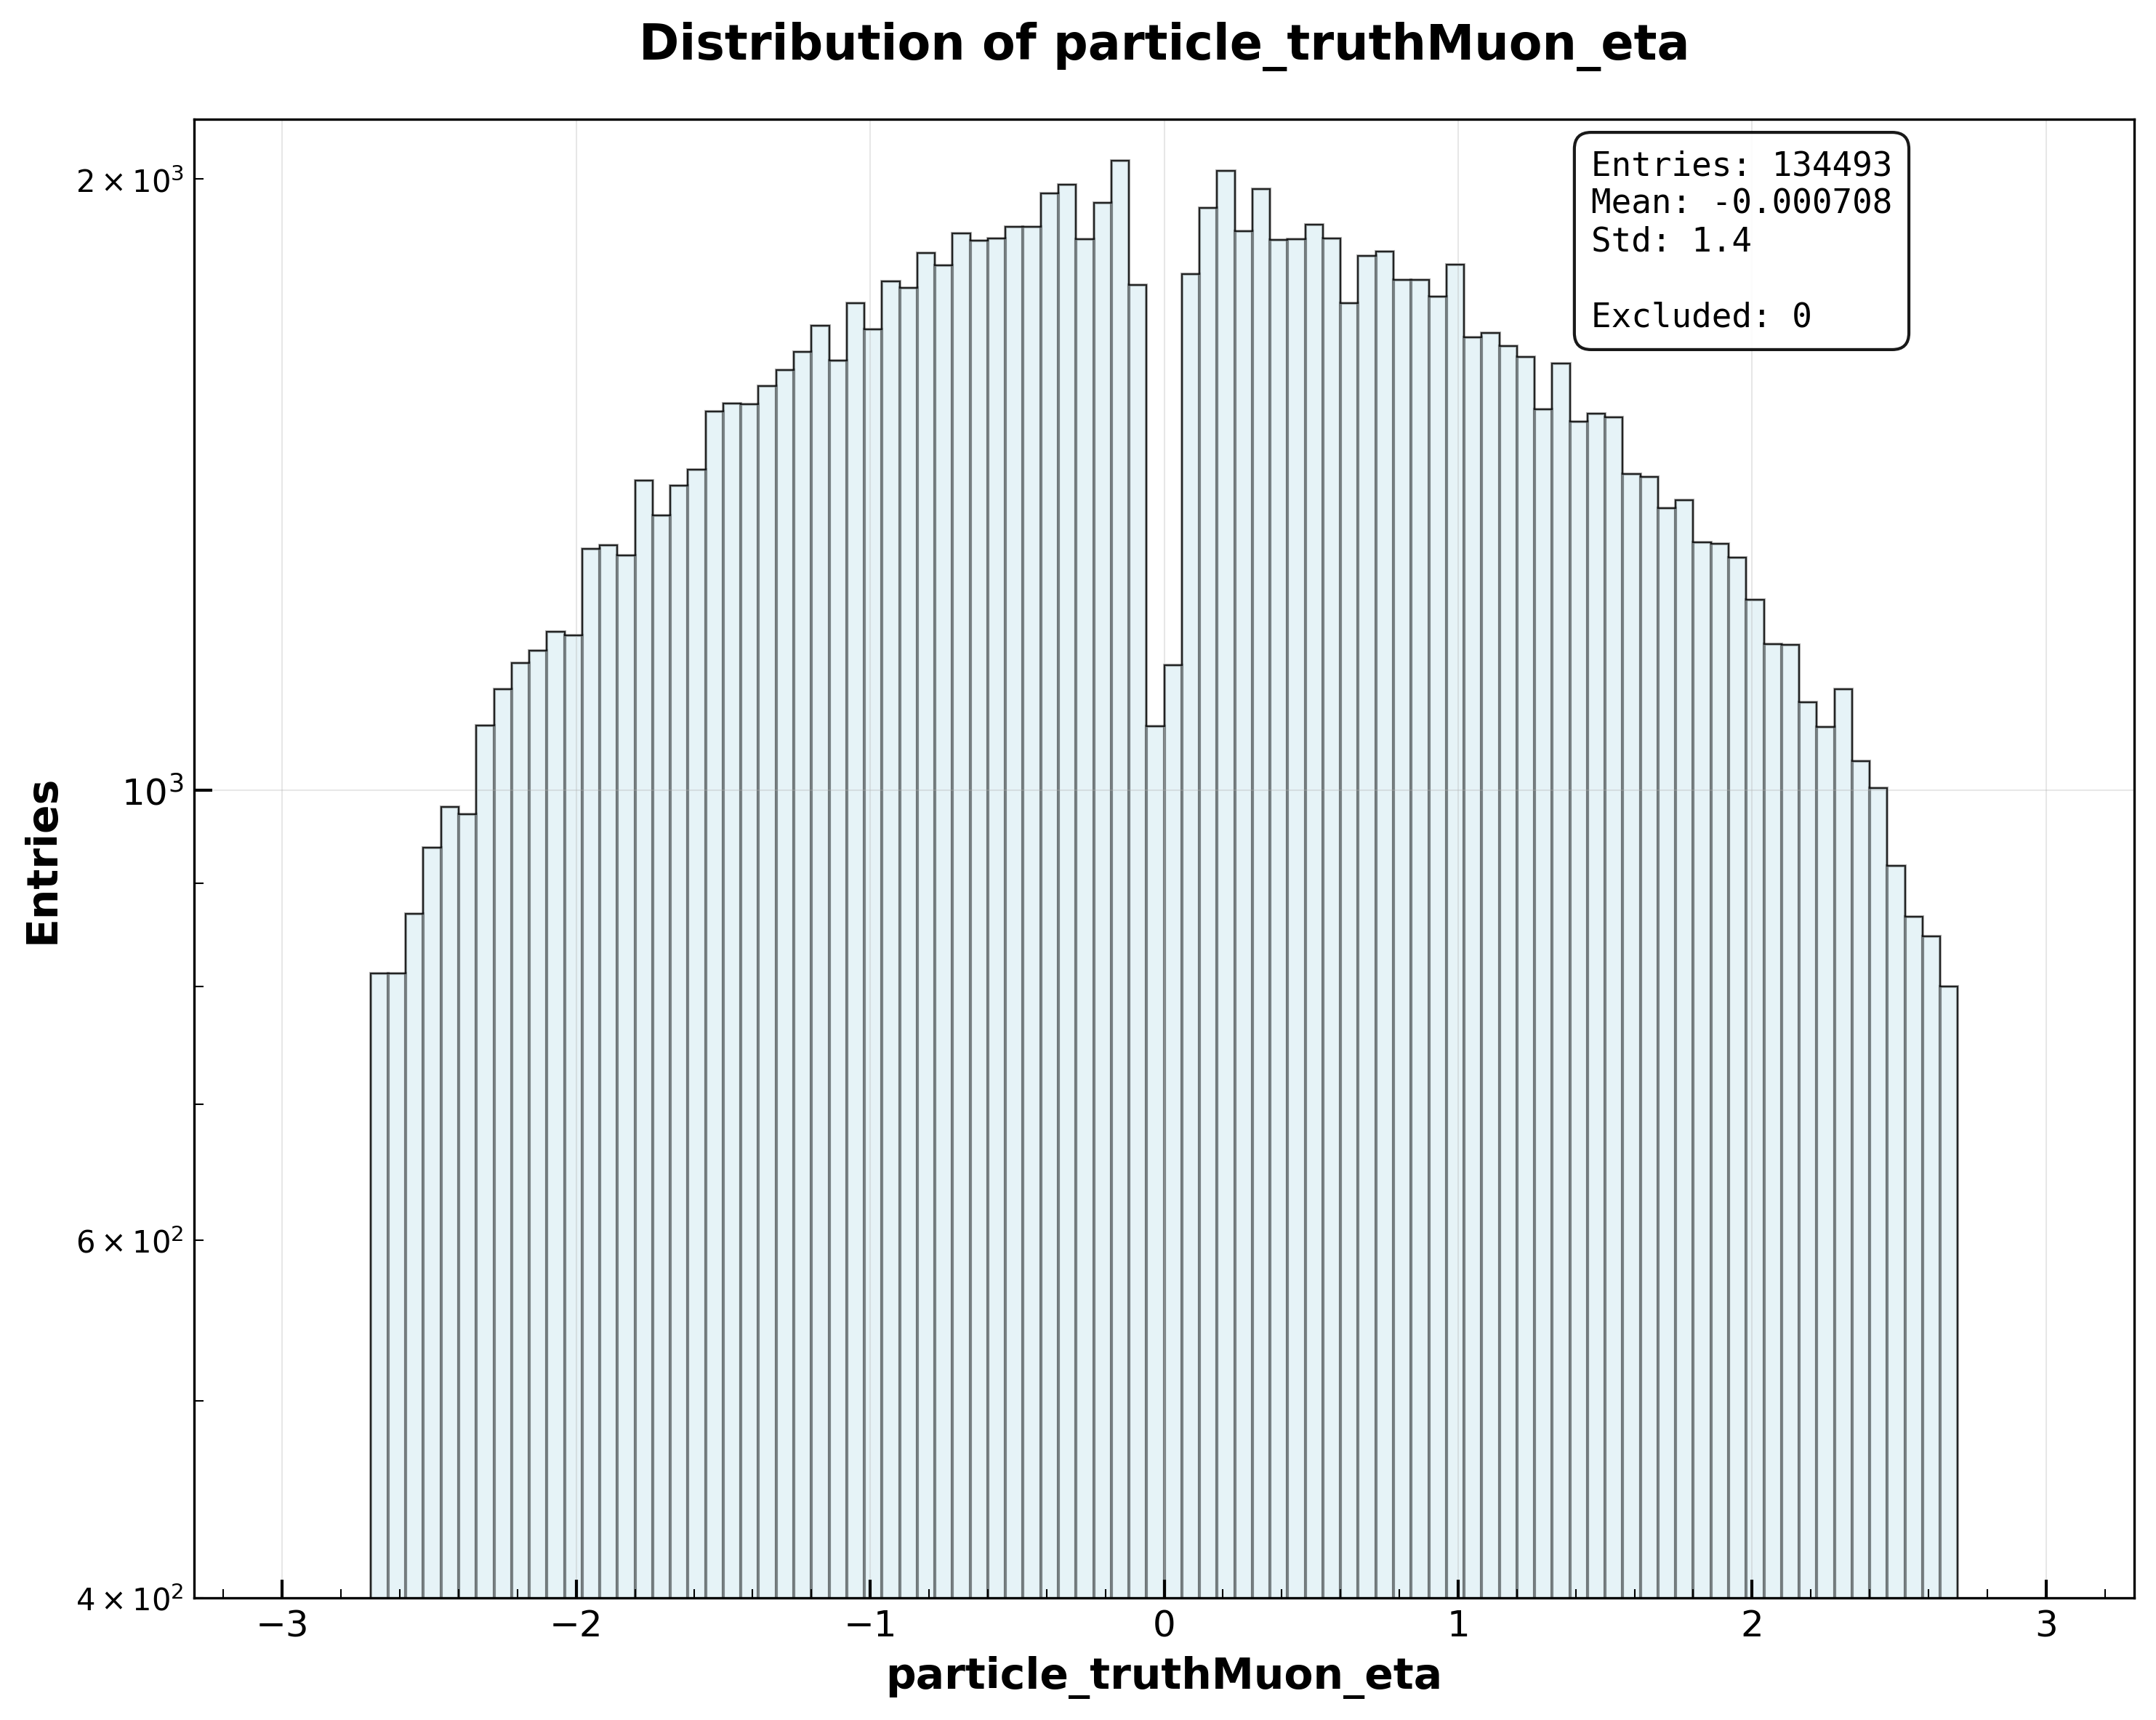 Distribution of particle_truthMuon_eta
Entries: 134493
Mean: -0.000708
Std: 1.4
Excluded: 0
2 × 10³
10³
6 × 10²
4 × 10²
Entries
−3 −2 −1 0 1 2 3
particle_truthMuon_eta